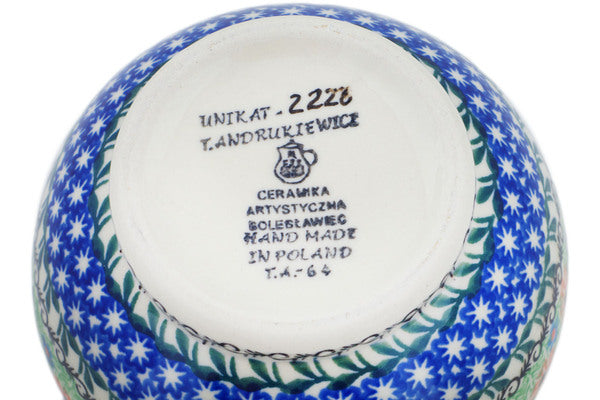 UNIKAT - 2228
T. ANDRUKIEWICZ
CERAMIKA
ARTYSTYCZNA
BOLESŁAWIEC
HAND MADE
IN POLAND
T.A.-64